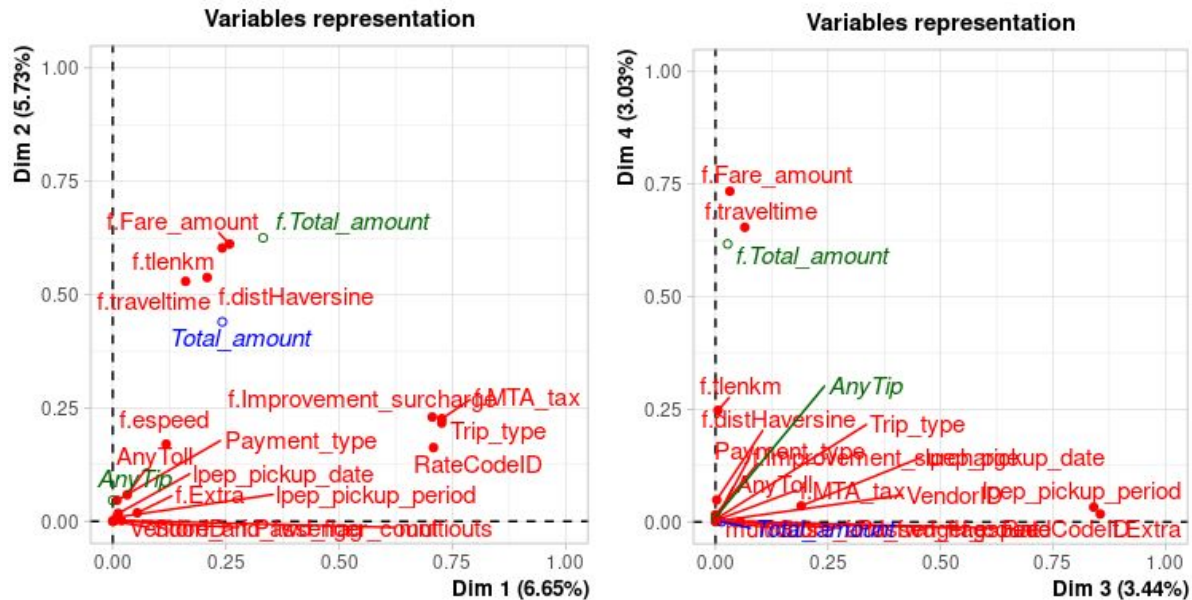 Variables representation
Dim 2 (5.73%)
1.00
0.75
0.50
0.25
0.00
f.Fare_amount
f.Total_amount
f.tlenkm
f.traveltime
f.distHaversine
Total_amount
f.Improvement_surcharge
f.MTA_tax
f.espeed
Trip_type
Payment_type
AnyToll
RateCodeID
AnyTip
lpep_pickup_date
f.Extra
lpep_pickup_period
0.00
0.25
0.50
0.75
1.00
Dim 1 (6.65%)
Variables representation
Dim 4 (3.03%)
1.00
0.75
0.50
0.25
0.00
f.Fare_amount
f.traveltime
f.Total_amount
f.tlenkm
AnyTip
f.distHaversine
Trip_type
Payment_type
f.Improvement_surcharge
lpep_pickup_date
AnyToll
f.MTA_tax
VendorID
lpep_pickup_period
Total_amount
RateCodeID
f.Extra
0.00
0.25
0.50
0.75
1.00
Dim 3 (3.44%)